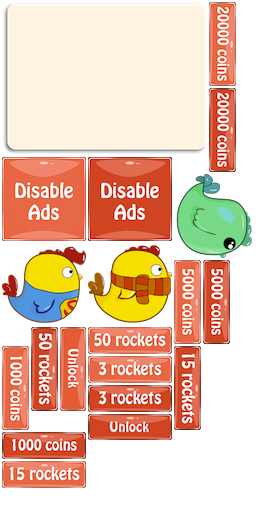 20000 coins
20000 coins
Disable
Ads
Disable
Ads
5000 coins
5000 coins
1000 coins
50 rockets
Unlock
50 rockets
3 rockets
3 rockets
Unlock
15 rockets
1000 coins
15 rockets